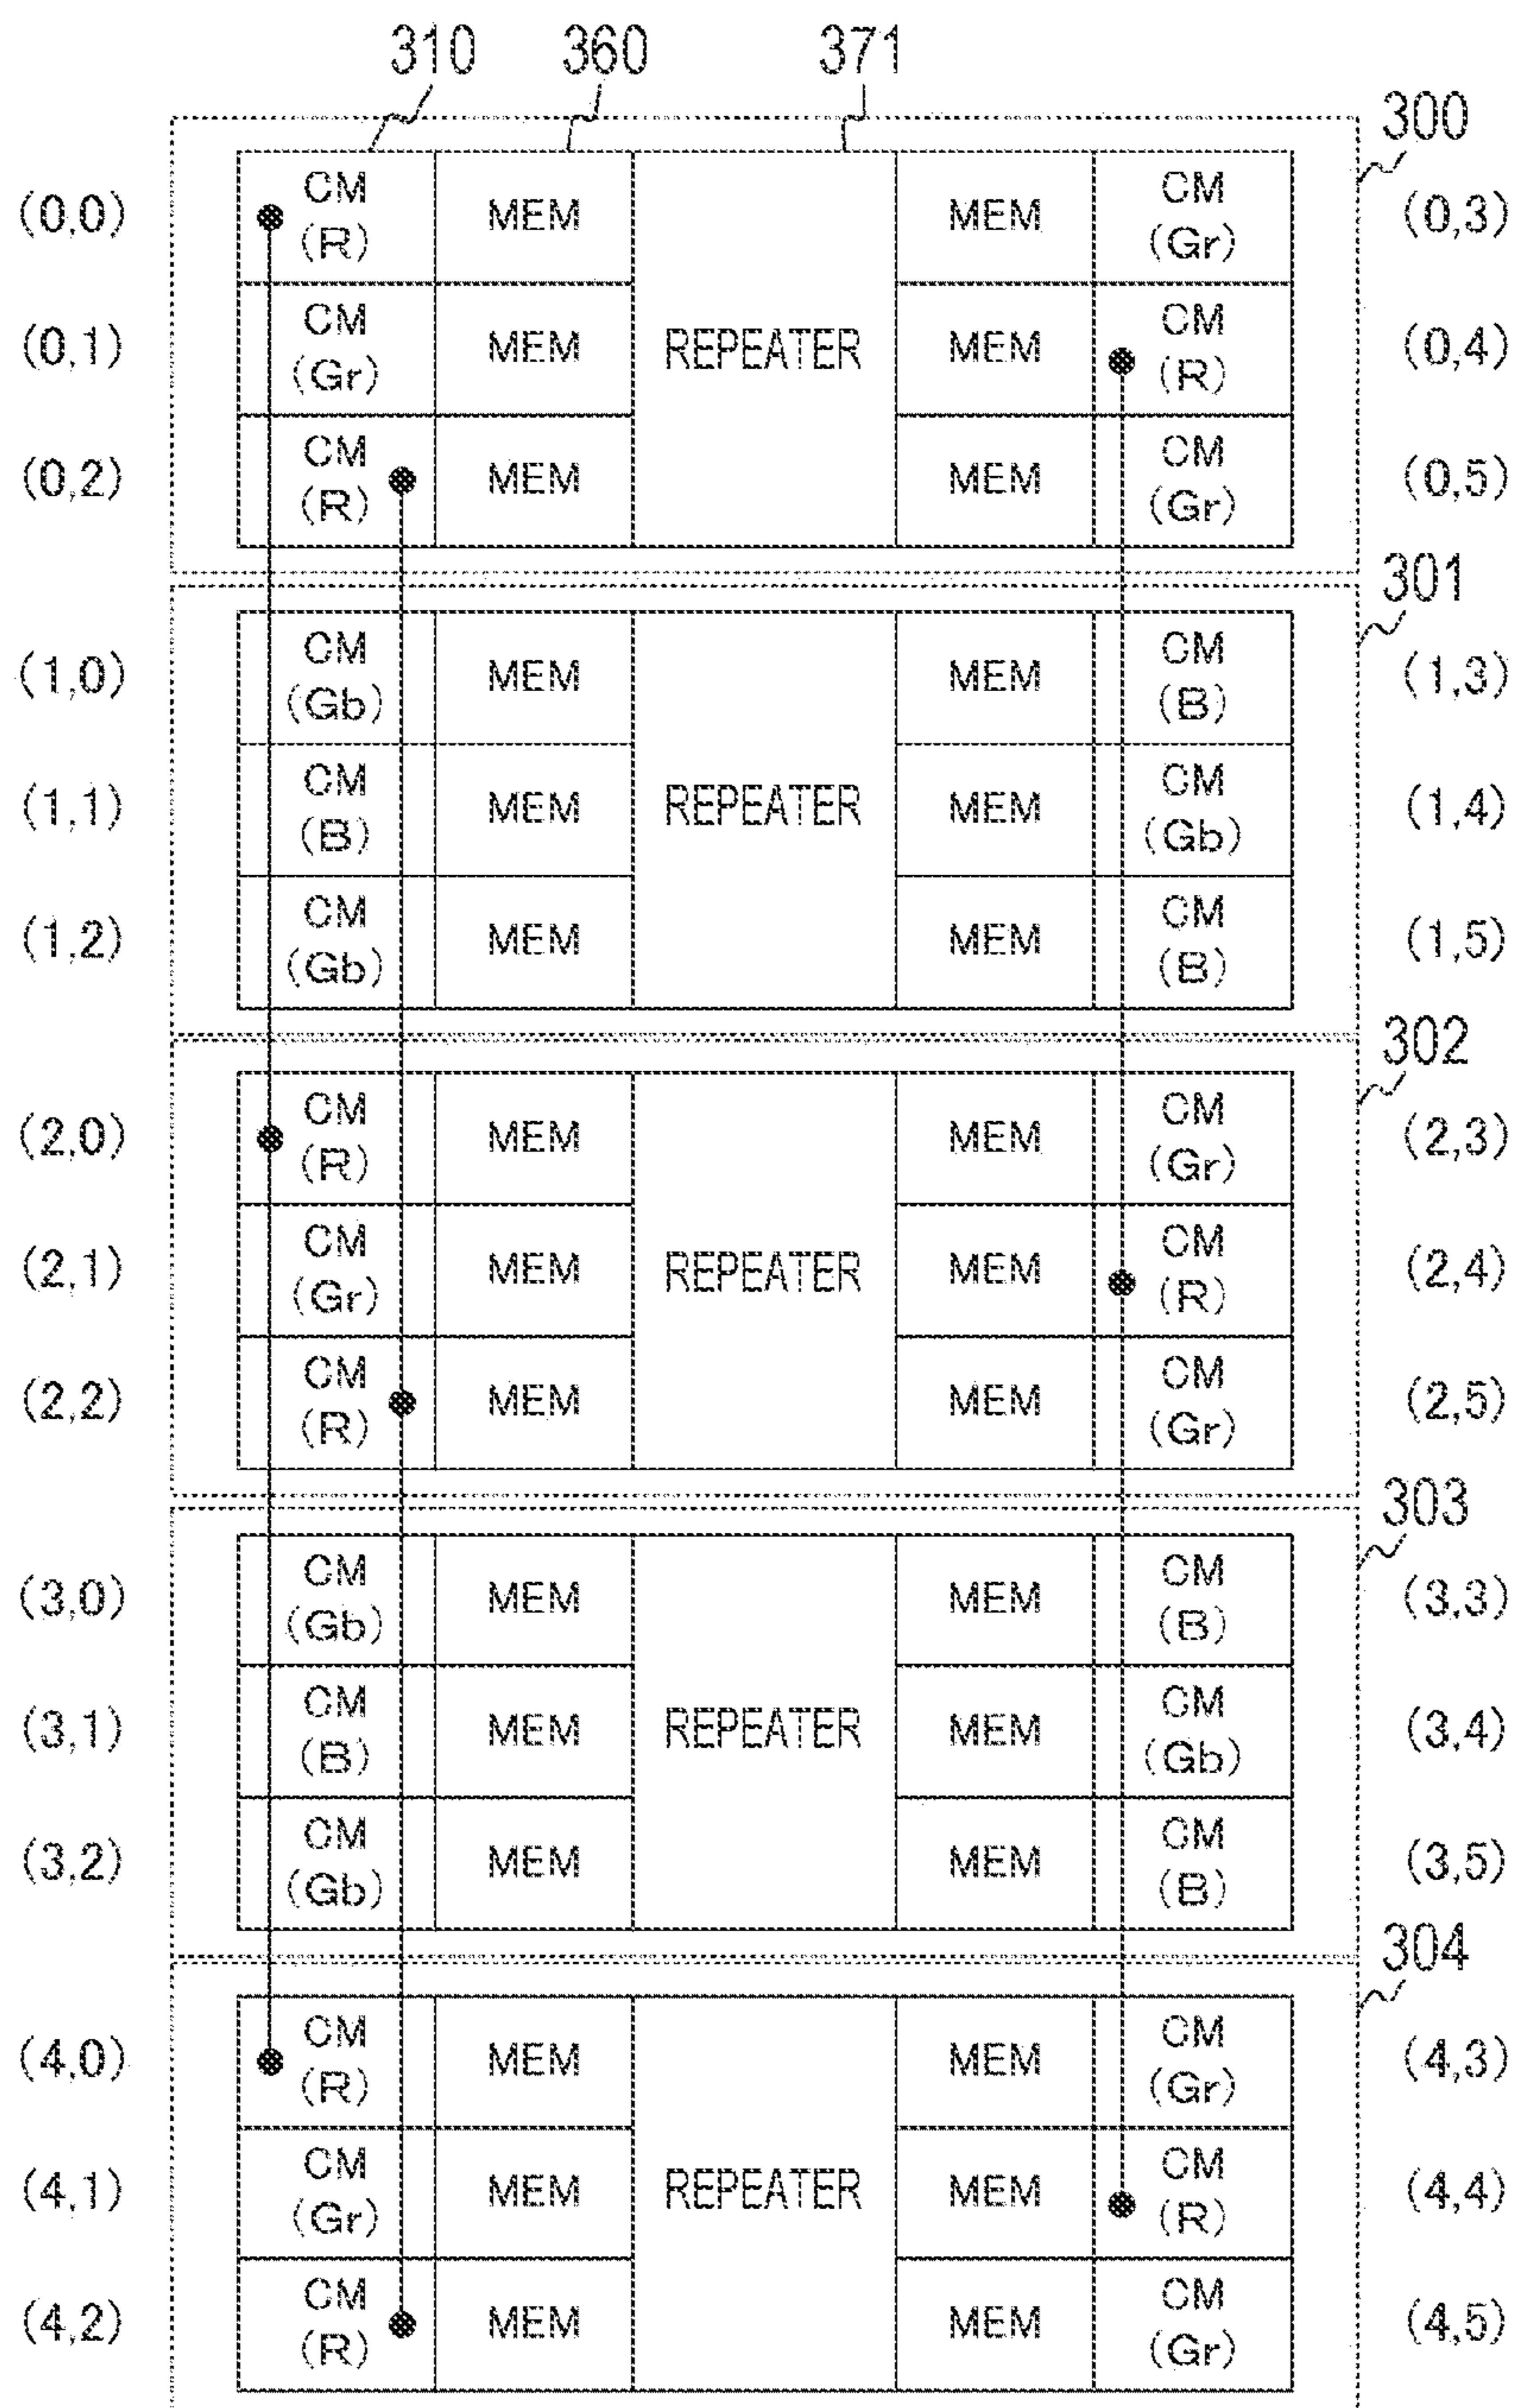 310 360 371
300
(0,0) CM (R) MEM MEM CM (Gr) (0,3)
(0,1) CM (Gr) MEM REPEATER MEM CM (R) (0,4)
(0,2) CM (R) MEM MEM CM (Gr) (0,5)
301
(1,0) CM (Gb) MEM MEM CM (B) (1,3)
(1,1) CM (B) MEM REPEATER MEM CM (Gb) (1,4)
(1,2) CM (Gb) MEM MEM CM (B) (1,5)
302
(2,0) CM (R) MEM MEM CM (Gr) (2,3)
(2,1) CM (Gr) MEM REPEATER MEM CM (R) (2,4)
(2,2) CM (R) MEM MEM CM (Gr) (2,5)
303
(3,0) CM (Gb) MEM MEM CM (B) (3,3)
(3,1) CM (B) MEM REPEATER MEM CM (Gb) (3,4)
(3,2) CM (Gb) MEM MEM CM (B) (3,5)
304
(4,0) CM (R) MEM MEM CM (Gr) (4,3)
(4,1) CM (Gr) MEM REPEATER MEM CM (R) (4,4)
(4,2) CM (R) MEM MEM CM (Gr) (4,5)